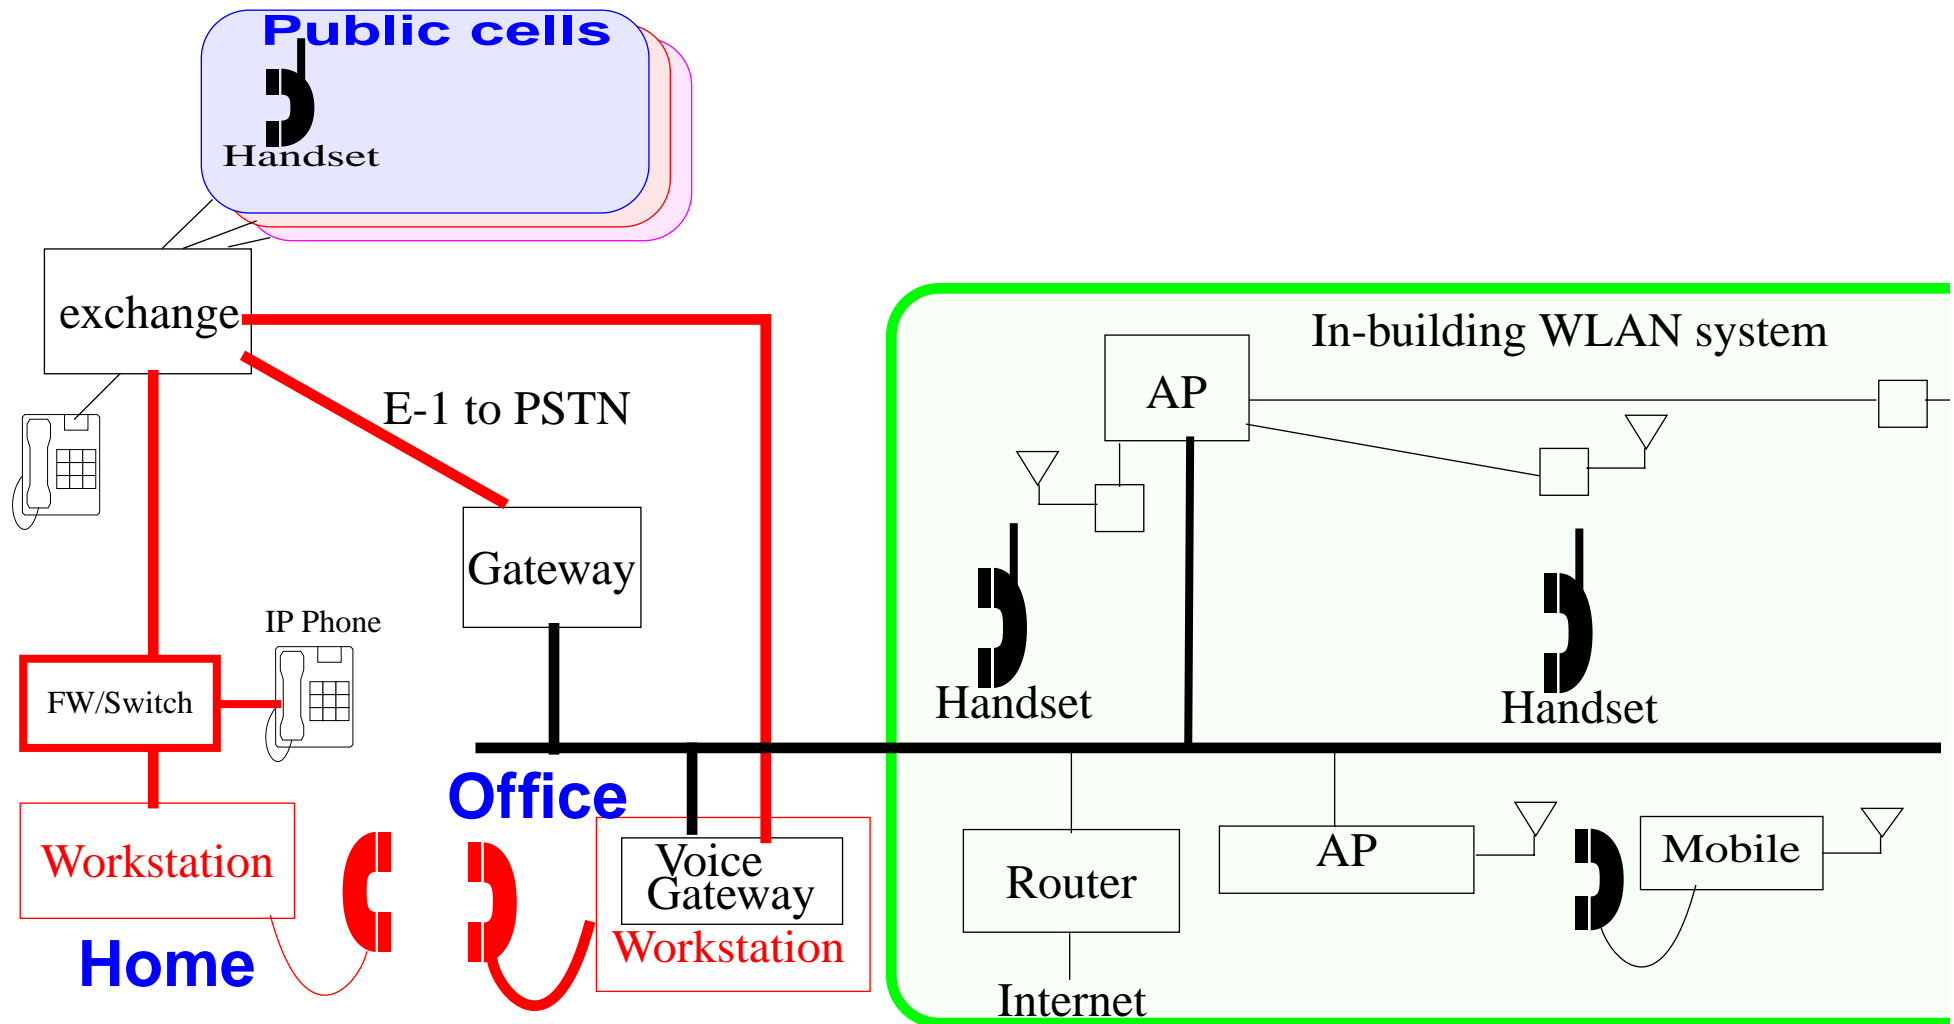 Public cells
Handset
exchange
In-building WLAN system
AP
E-1 to PSTN
Gateway
IP Phone
FW/Switch
Handset
Handset
Office
Workstation
Voice
Gateway
Workstation
Home
Router
AP
Mobile
Internet